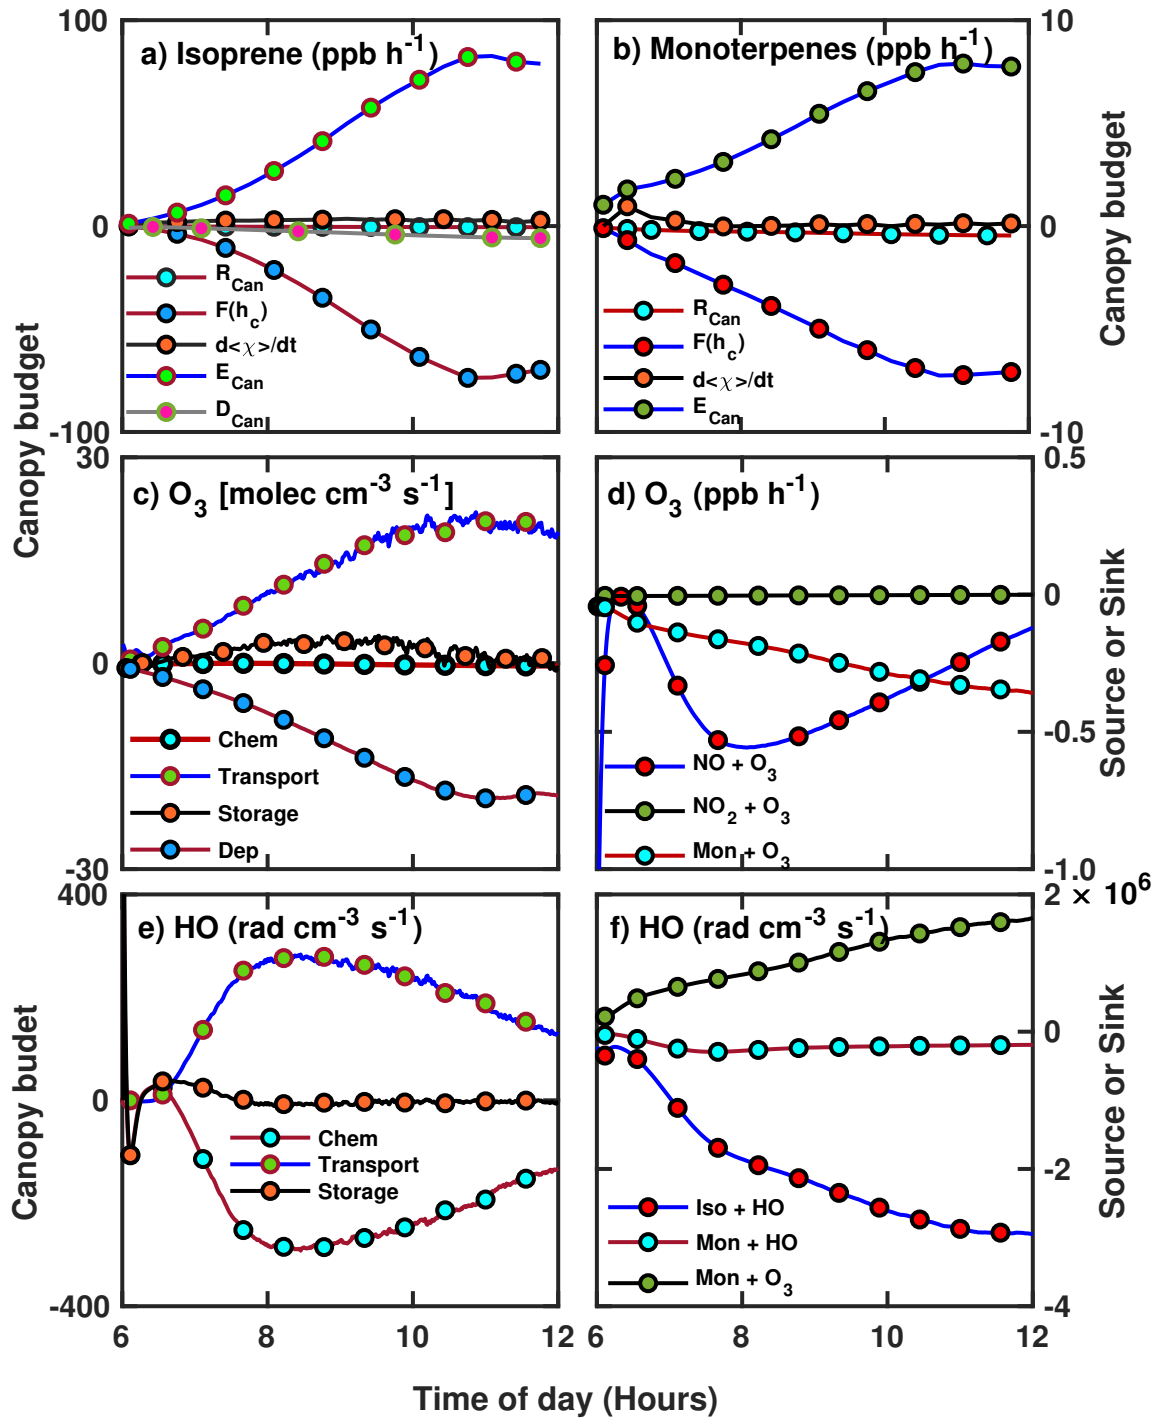 100
a) Isoprene (ppb h-1)
0
RCan
F(hc)
d<χ>/dt
ECan
DCan
-100
10
b) Monoterpenes (ppb h-1)
0
RCan
F(hc)
d<χ>/dt
ECan
-10
Canopy budget
Canopy budget
30
c) O3 [molec cm-3 s-1]
0
Chem
Transport
Storage
Dep
-30
0.5
d) O3 (ppb h-1)
0
-0.5
NO + O3
NO2 + O3
Mon + O3
-1.0
Source or Sink
400
e) HO (rad cm-3 s-1)
0
Chem
Transport
Storage
-400
Canopy budet
6
8
10
12
2 × 106
f) HO (rad cm-3 s-1)
0
-2
Iso + HO
Mon + HO
Mon + O3
-4
Source or Sink
6
8
10
12
Time of day (Hours)